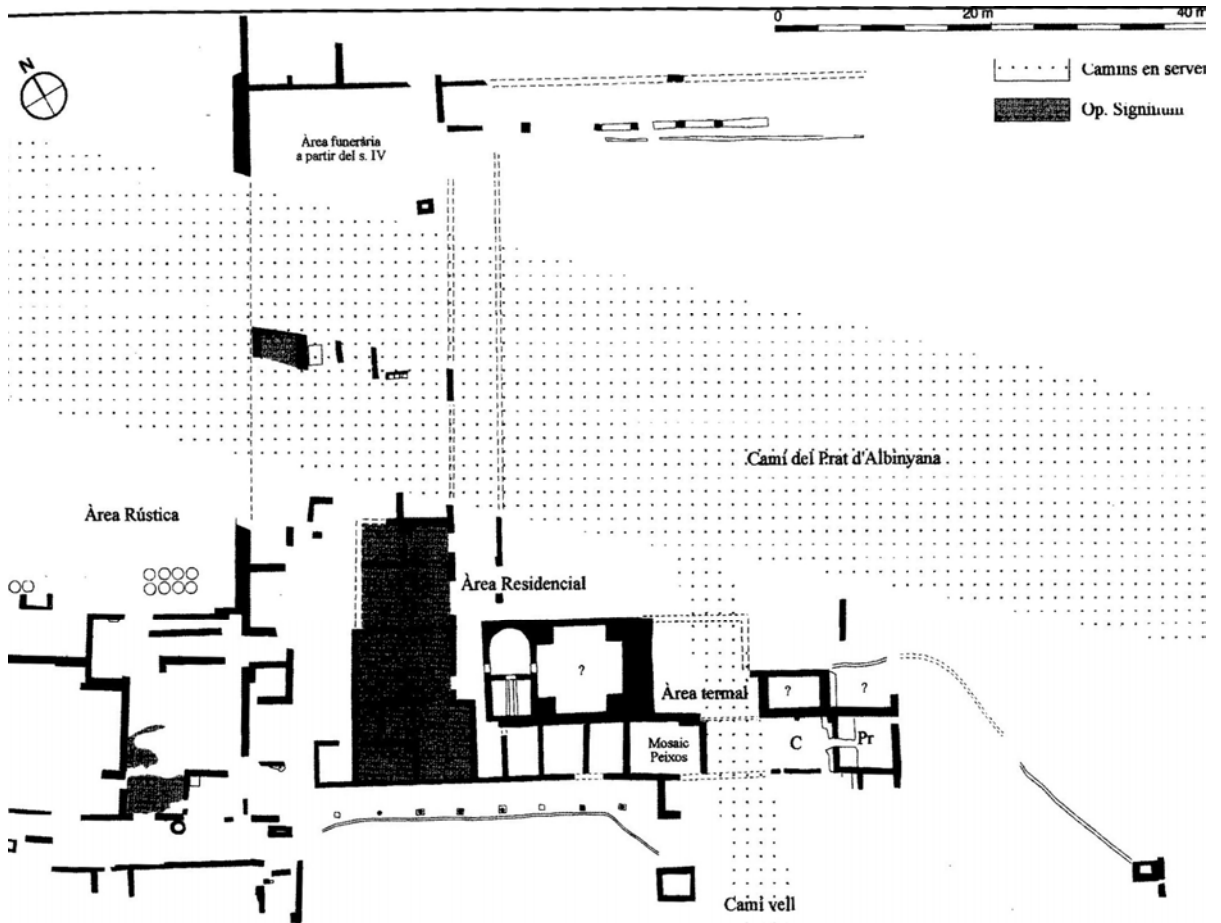 0 20 m 40 m
N
Camins en server
Op. Signinum
Àrea funerària
a partir del s. IV
Camí del Prat d'Albinyana
Àrea Rústica
Àrea Residencial
?
Àrea termal
?
?
Mosaic
Peixos
C
Pr
Camí vell